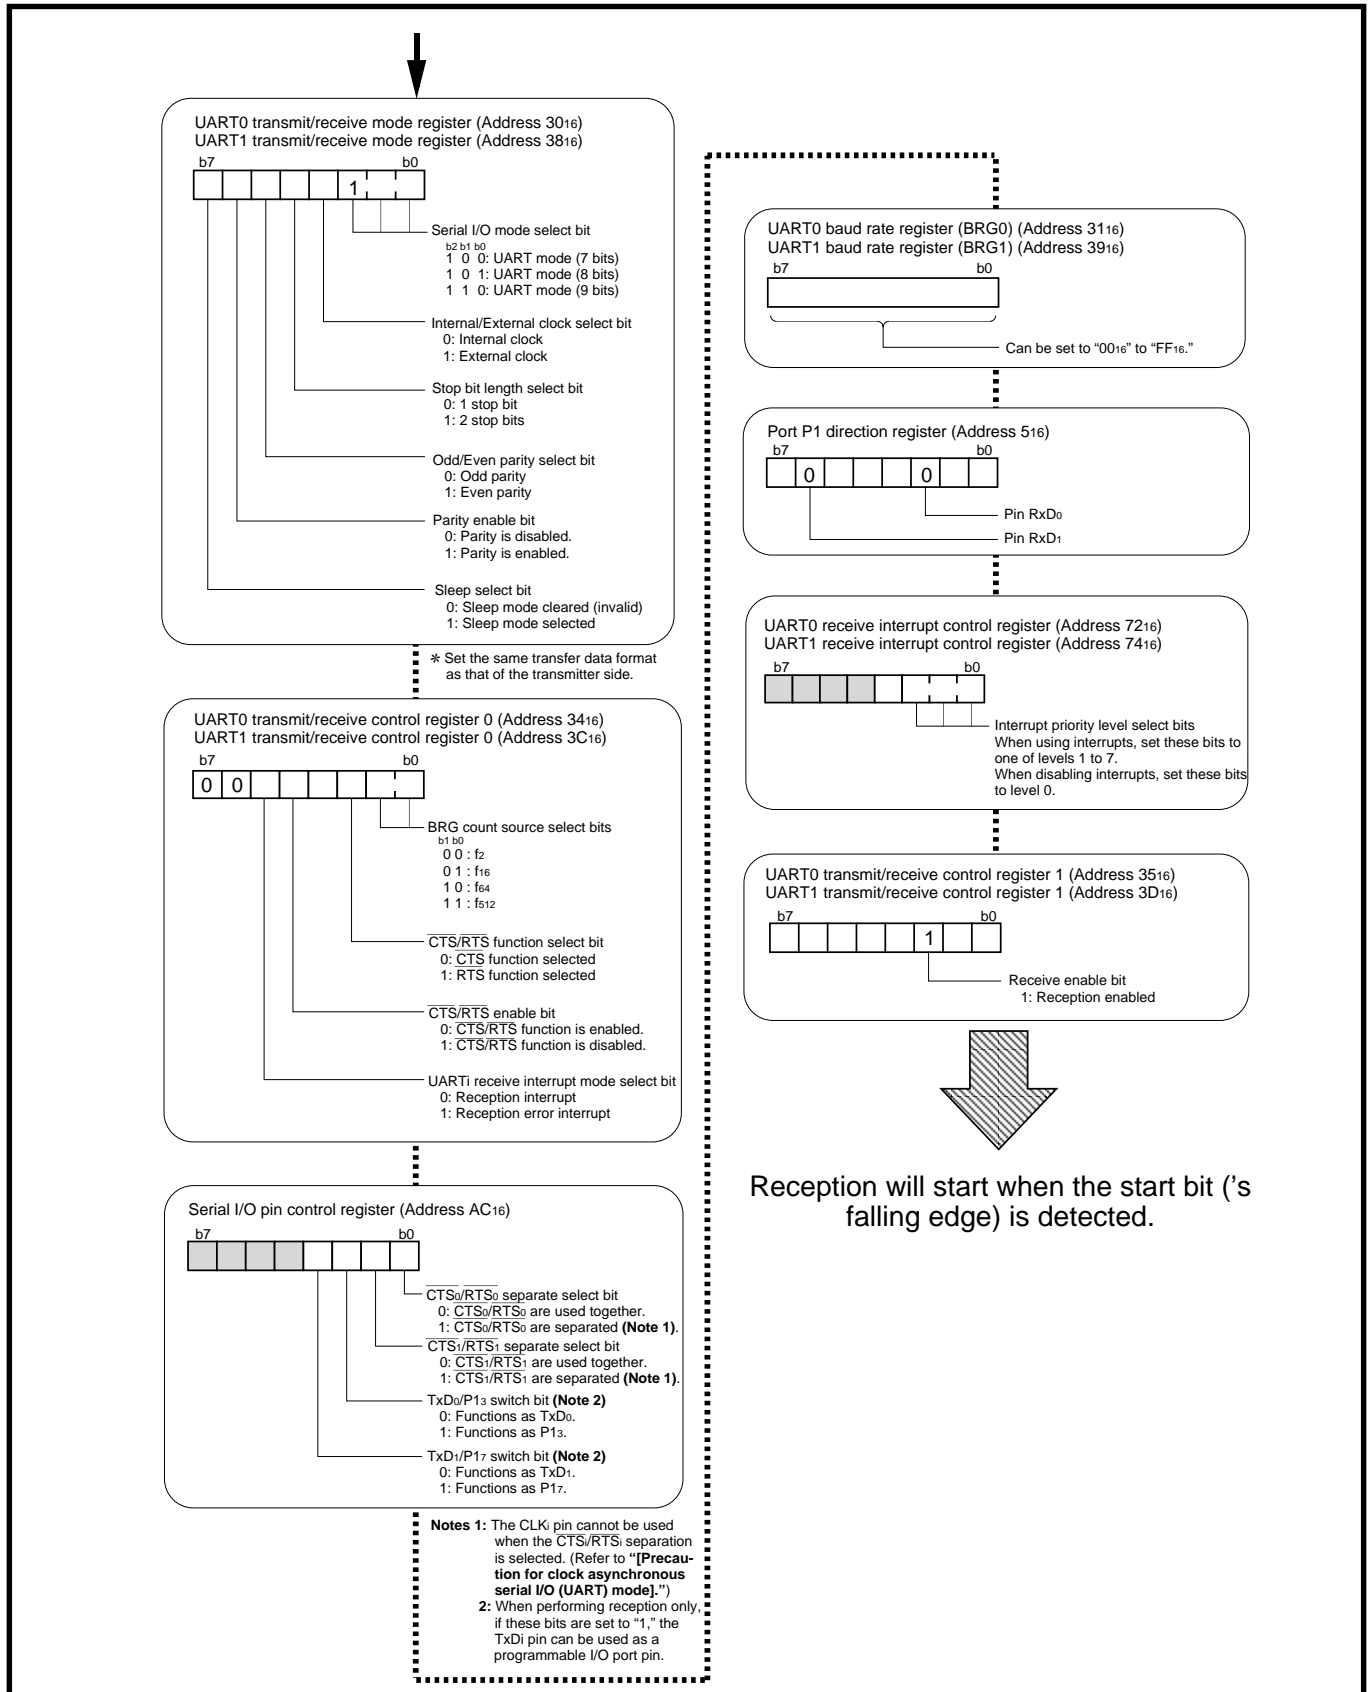 UART0 transmit/receive mode register (Address 3016)
UART1 transmit/receive mode register (Address 3816)
b7 b0
1
Serial I/O mode select bit
b2 b1 b0
1 0 0: UART mode (7 bits)
1 0 1: UART mode (8 bits)
1 1 0: UART mode (9 bits)
Internal/External clock select bit
0: Internal clock
1: External clock
Stop bit length select bit
0: 1 stop bit
1: 2 stop bits
Odd/Even parity select bit
0: Odd parity
1: Even parity
Parity enable bit
0: Parity is disabled.
1: Parity is enabled.
Sleep select bit
0: Sleep mode cleared (invalid)
1: Sleep mode selected
* Set the same transfer data format
as that of the transmitter side.
UART0 transmit/receive control register 0 (Address 3416)
UART1 transmit/receive control register 0 (Address 3C16)
b7 b0
0 0
BRG count source select bits
b1 b0
0 0 : f2
0 1 : f16
1 0 : f64
1 1 : f512
CTS/RTS function select bit
0: CTS function selected
1: RTS function selected
CTS/RTS enable bit
0: CTS/RTS function is enabled.
1: CTS/RTS function is disabled.
UARTi receive interrupt mode select bit
0: Reception interrupt
1: Reception error interrupt
Serial I/O pin control register (Address AC16)
b7 b0
CTS0/RTS0 separate select bit
0: CTS0/RTS0 are used together.
1: CTS0/RTS0 are separated (Note 1).
CTS1/RTS1 separate select bit
0: CTS1/RTS1 are used together.
1: CTS1/RTS1 are separated (Note 1).
TxD0/P13 switch bit (Note 2)
0: Functions as TxD0.
1: Functions as P13.
TxD1/P17 switch bit (Note 2)
0: Functions as TxD1.
1: Functions as P17.
Notes 1: The CLKi pin cannot be used
when the CTSi/RTSi separation
is selected. (Refer to “[Precau-
tion for clock asynchronous
serial I/O (UART) mode].”)
2: When performing reception only,
if these bits are set to “1,” the
TxDi pin can be used as a
programmable I/O port pin.
UART0 baud rate register (BRG0) (Address 3116)
UART1 baud rate register (BRG1) (Address 3916)
b7 b0
Can be set to “0016” to “FF16.”
Port P1 direction register (Address 516)
b7 b0
0 0
Pin RxD0
Pin RxD1
UART0 receive interrupt control register (Address 7216)
UART1 receive interrupt control register (Address 7416)
b7 b0
Interrupt priority level select bits
When using interrupts, set these bits to
one of levels 1 to 7.
When disabling interrupts, set these bits
to level 0.
UART0 transmit/receive control register 1 (Address 3516)
UART1 transmit/receive control register 1 (Address 3D16)
b7 b0
1
Receive enable bit
1: Reception enabled
Reception will start when the start bit ('s
falling edge) is detected.